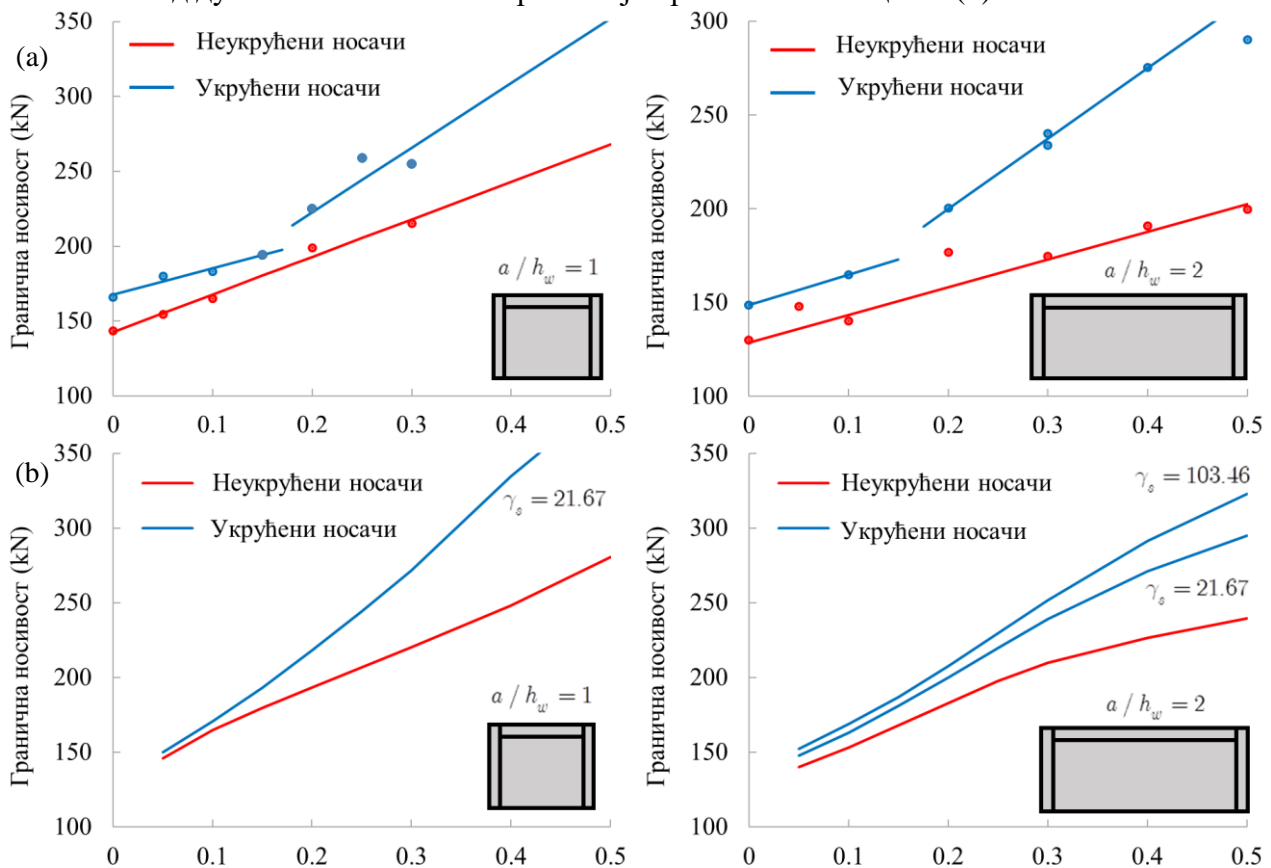 (a)
Гранична носивост (kN)
350
300
250
200
150
100
Неукрућени носачи
Укрућени носачи
a / h_w = 1
0 0.1 0.2 0.3 0.4 0.5
Гранична носивост (kN)
300
250
200
150
100
Неукрућени носачи
Укрућени носачи
a / h_w = 2
0 0.1 0.2 0.3 0.4 0.5
(b)
Гранична носивост (kN)
350
300
250
200
150
100
Неукрућени носачи
Укрућени носачи
γ_s = 21.67
a / h_w = 1
0 0.1 0.2 0.3 0.4 0.5
Гранична носивост (kN)
350
300
250
200
150
100
Неукрућени носачи
Укрућени носачи
γ_s = 103.46
γ_s = 21.67
a / h_w = 2
0 0.1 0.2 0.3 0.4 0.5